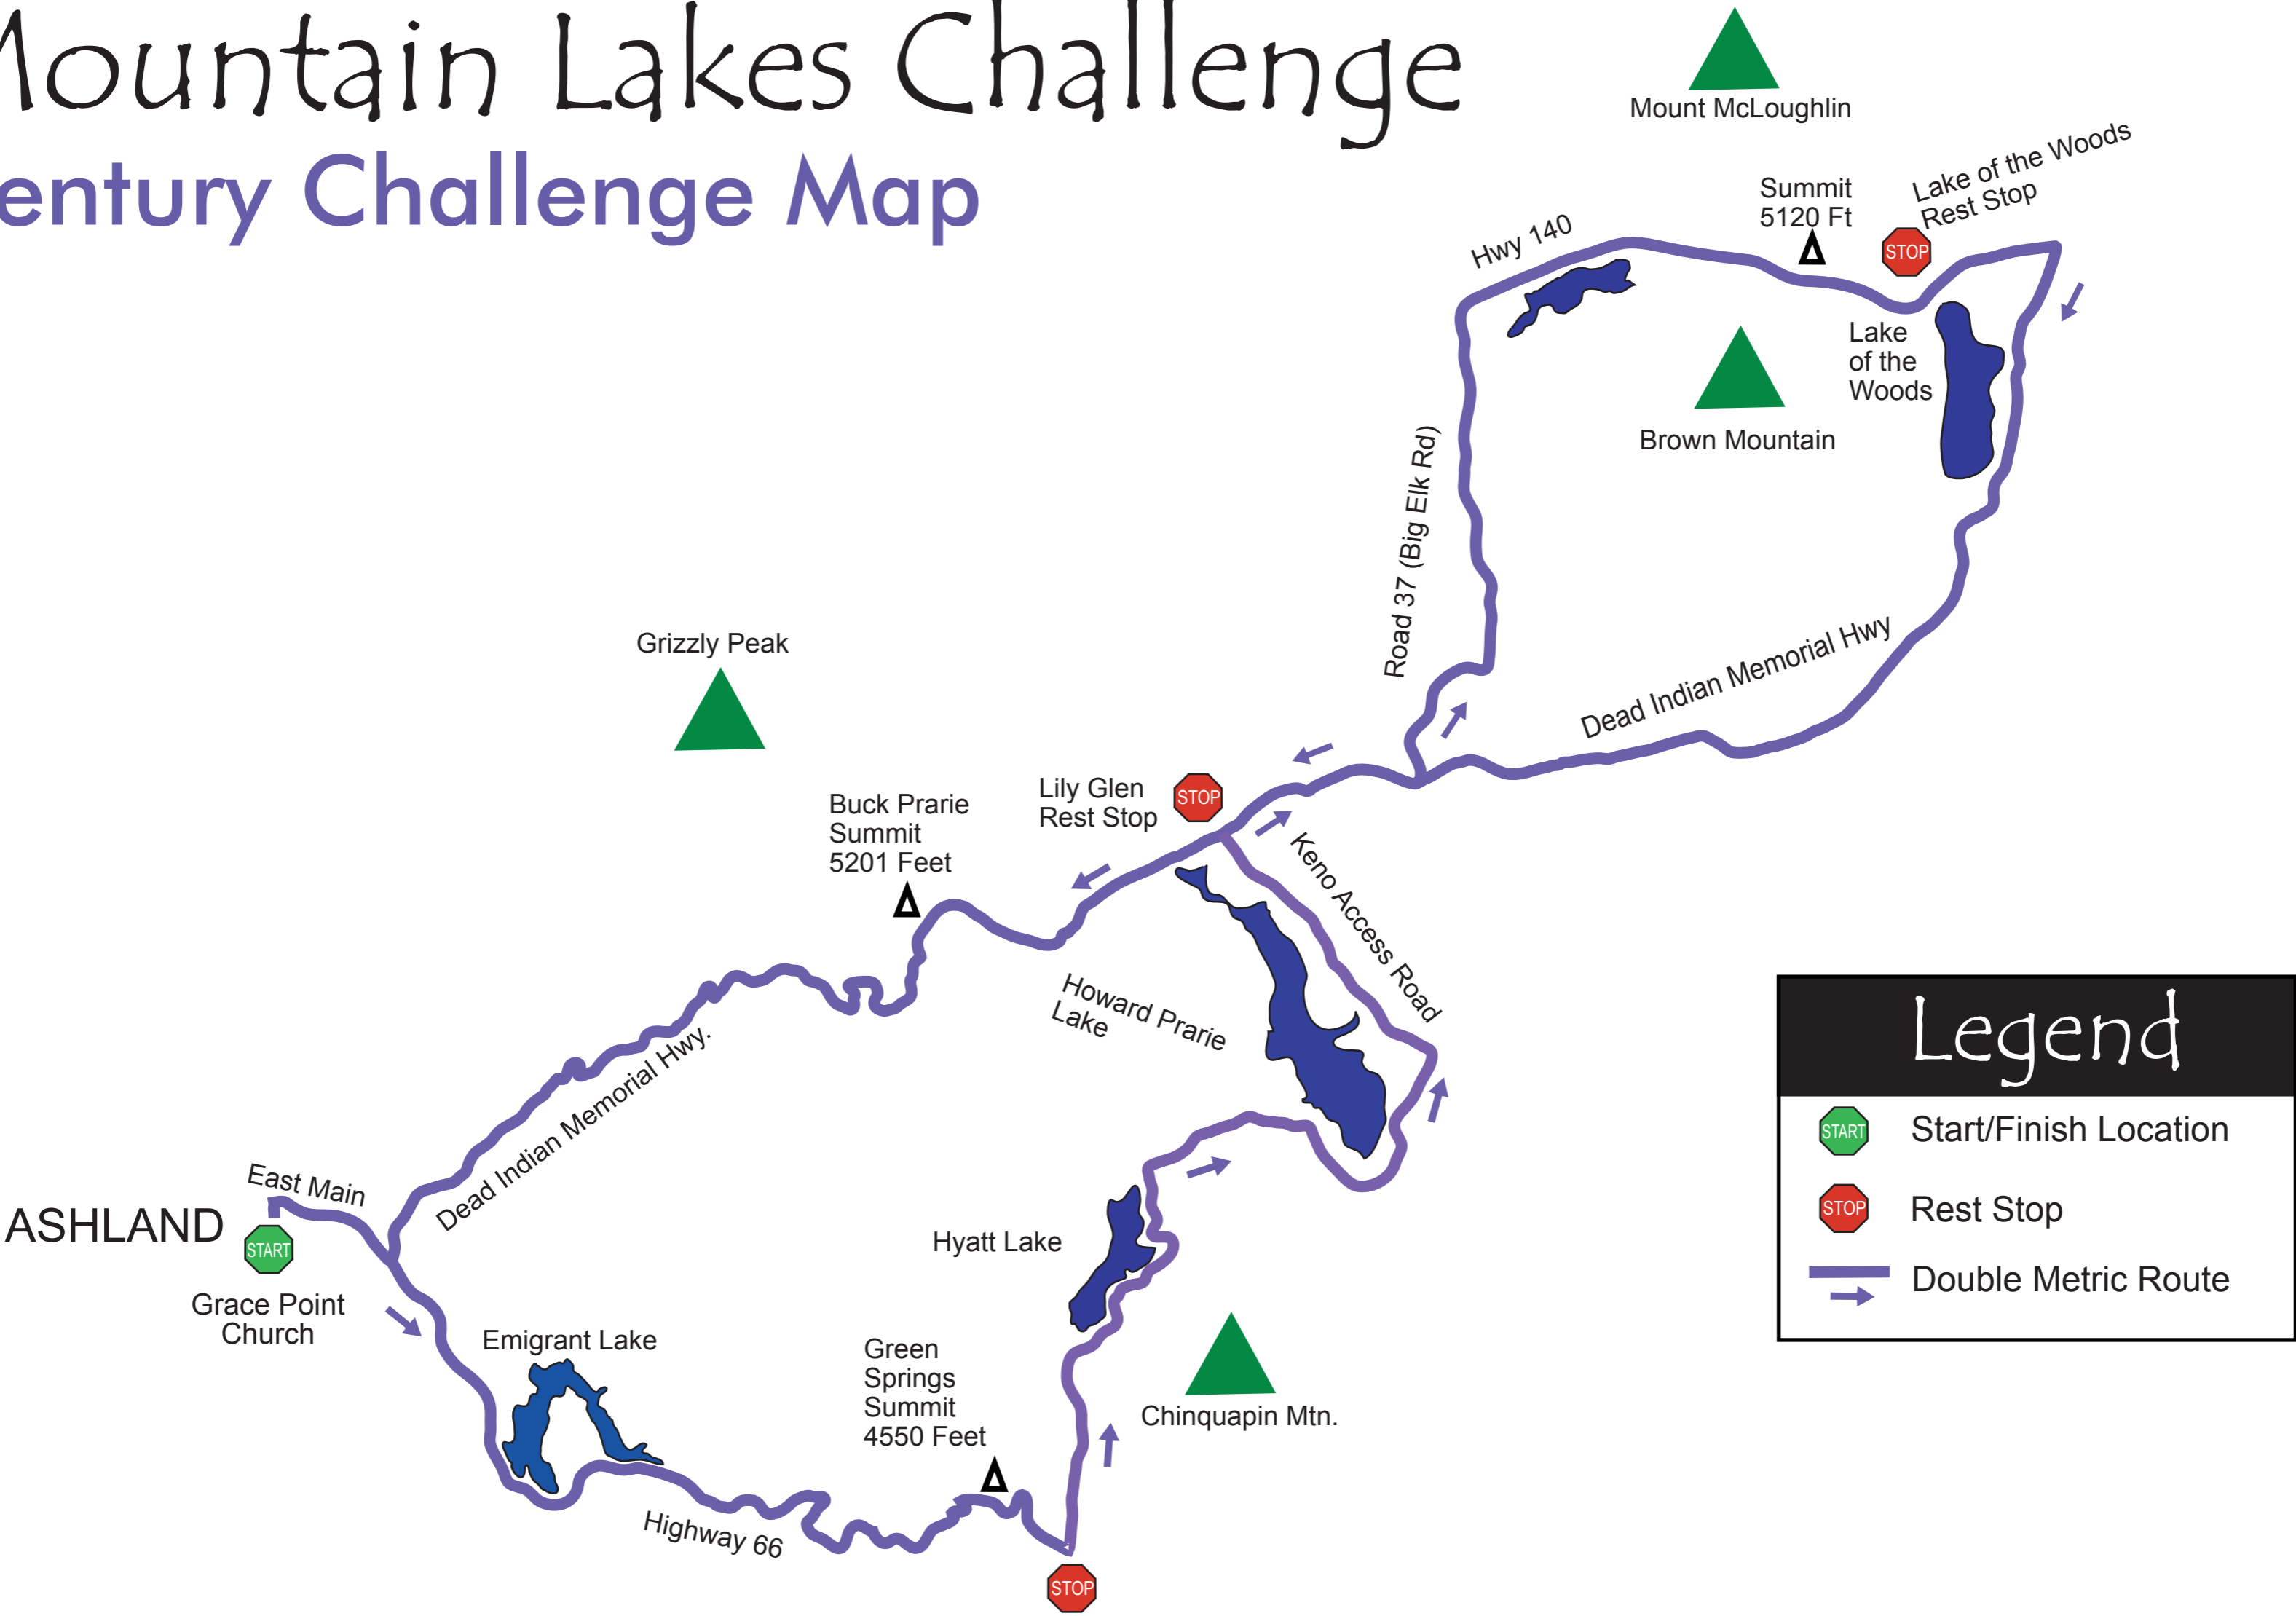 Mountain Lakes Challenge
entury Challenge Map
Mount McLoughlin
Summit
5120 Ft
Lake of the Woods
Rest Stop
STOP
Hwy 140
Lake
of the
Woods
Brown Mountain
Road 37 (Big Elk Rd)
Dead Indian Memorial Hwy
Grizzly Peak
Buck Prarie
Summit
5201 Feet
Lily Glen
Rest Stop
STOP
Keno Access Road
Howard Prarie
Lake
Dead Indian Memorial Hwy.
East Main
ASHLAND
START
Grace Point
Church
Emigrant Lake
Hyatt Lake
Green
Springs
Summit
4550 Feet
Chinquapin Mtn.
Highway 66
STOP
Legend
START
Start/Finish Location
STOP
Rest Stop
Double Metric Route